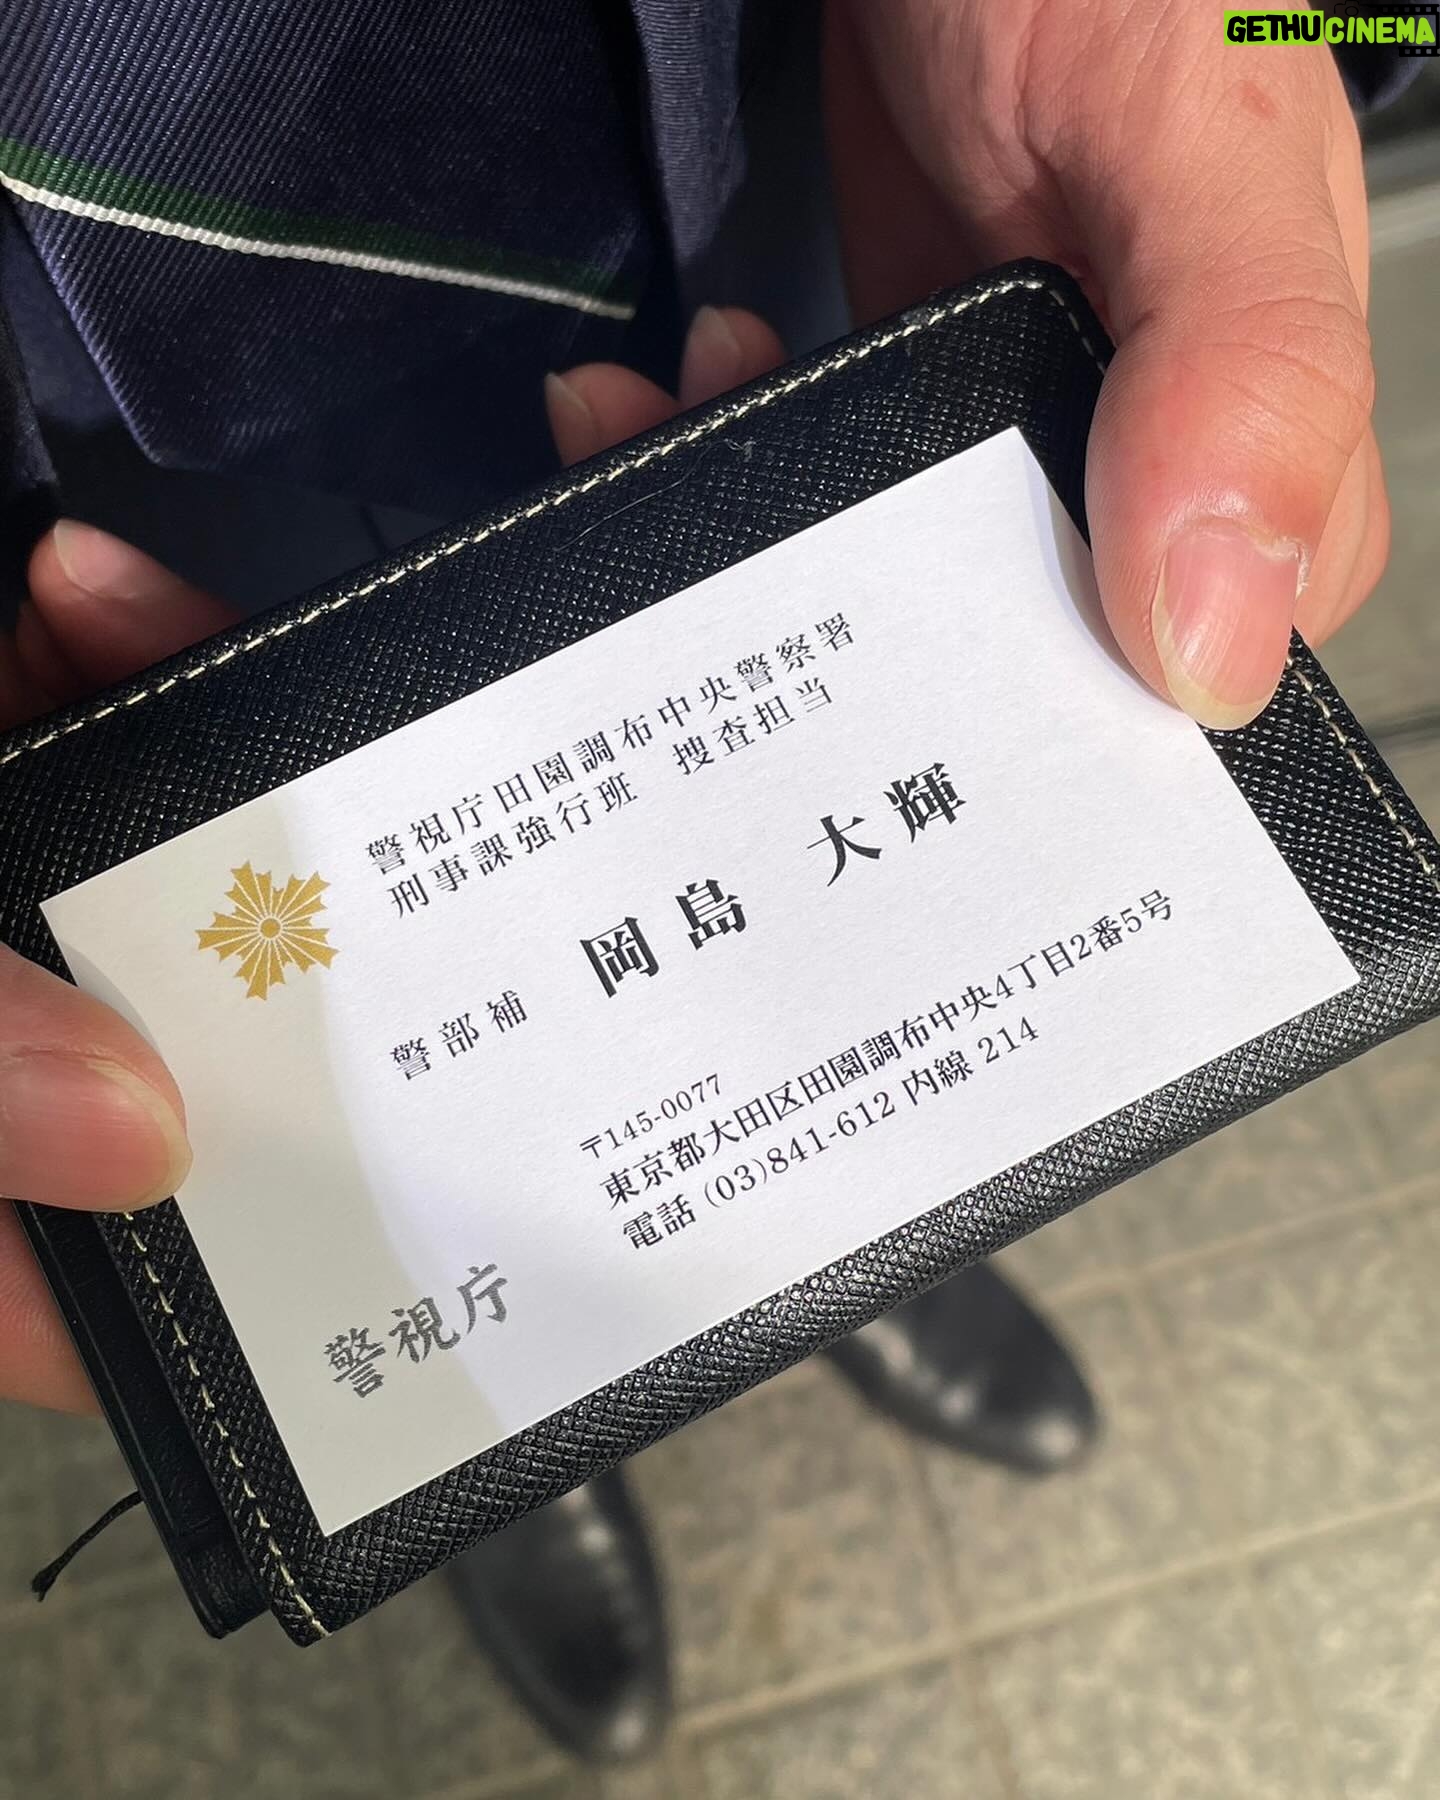 GETHUCINEMA
警視庁田園調布中央警察署
刑事課強行班 捜査担当
警部補 岡島 大輝
〒145-0077
東京都大田区田園調布中央4丁目2番5号
電話 (03)841-612 内線 214
警視庁